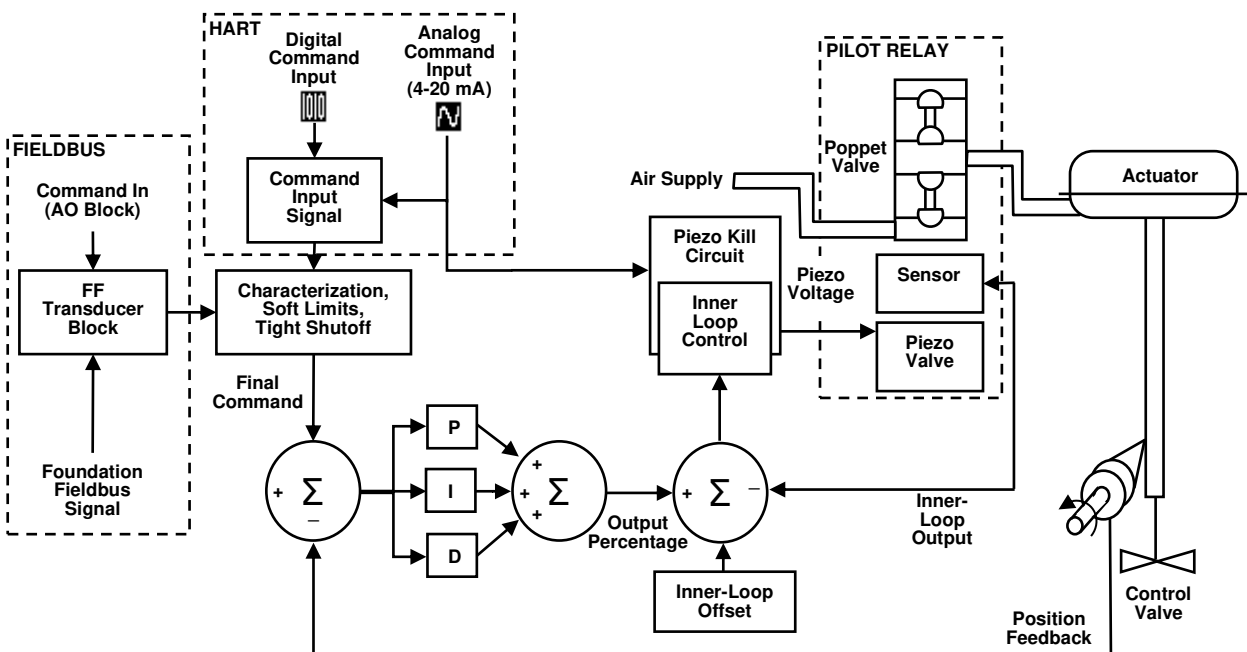 HART
Digital
Command
Input
Analog
Command
Input
(4-20 mA)
Command
Input
Signal
FIELDBUS
Command In
(AO Block)
FF
Transducer
Block
Foundation
Fieldbus
Signal
Characterization,
Soft Limits,
Tight Shutoff
Final
Command
+
Σ
–
P
I
D
+
+
+
Σ
Output
Percentage
+
Σ
–
Inner-Loop
Offset
Piezo Kill
Circuit
Inner
Loop
Control
Piezo
Voltage
Air Supply
PILOT RELAY
Poppet
Valve
Sensor
Piezo
Valve
Inner-
Loop
Output
Actuator
Control
Valve
Position
Feedback